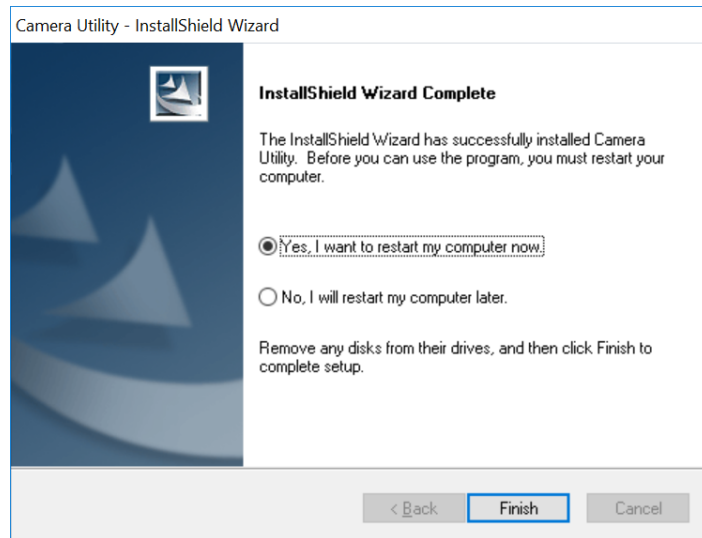 Camera Utility - InstallShield Wizard
InstallShield Wizard Complete
The InstallShield Wizard has successfully installed Camera
Utility.  Before you can use the program, you must restart your
computer.
Yes, I want to restart my computer now.
No, I will restart my computer later.
Remove any disks from their drives, and then click Finish to
complete setup.
< Back
Finish
Cancel